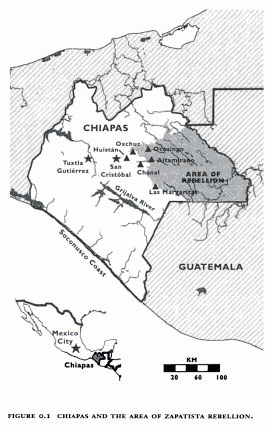 CHIAPAS
Oxchuc
Ocosingo
Huistán
Altamirano
Tuxtla
Gutiérrez
San
Cristóbal
Chanal
AREA OF
REBELLION
Las Margaritas
Grijalva River
Soconusco Coast
GUATEMALA
Mexico
City
Chiapas
KM
20 60 100
FIGURE 0.1 CHIAPAS AND THE AREA OF ZAPATISTA REBELLION.